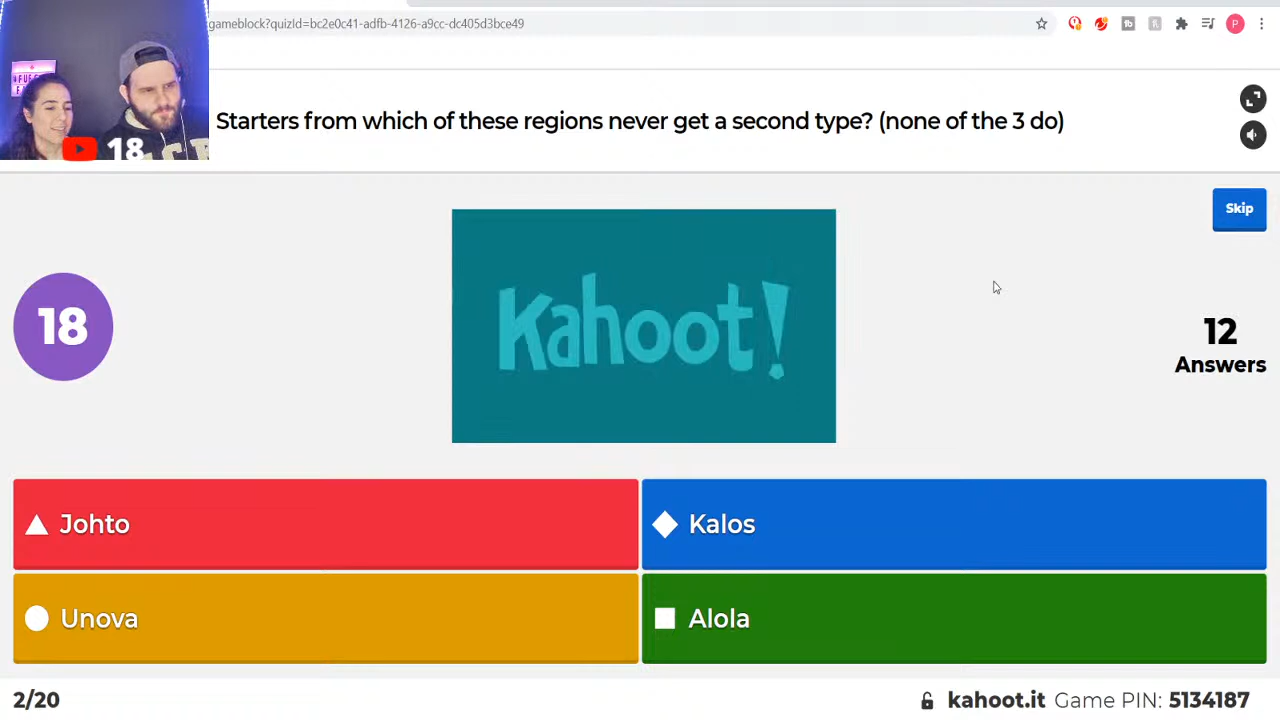 gameblock?quizId=bc2e0c41-adfb-4126-a9cc-dc405d3bce49
18
Starters from which of these regions never get a second type? (none of the 3 do)
Skip
Kahoot!
18
12
Answers
Johto
Kalos
Unova
Alola
2/20
kahoot.it Game PIN: 5134187